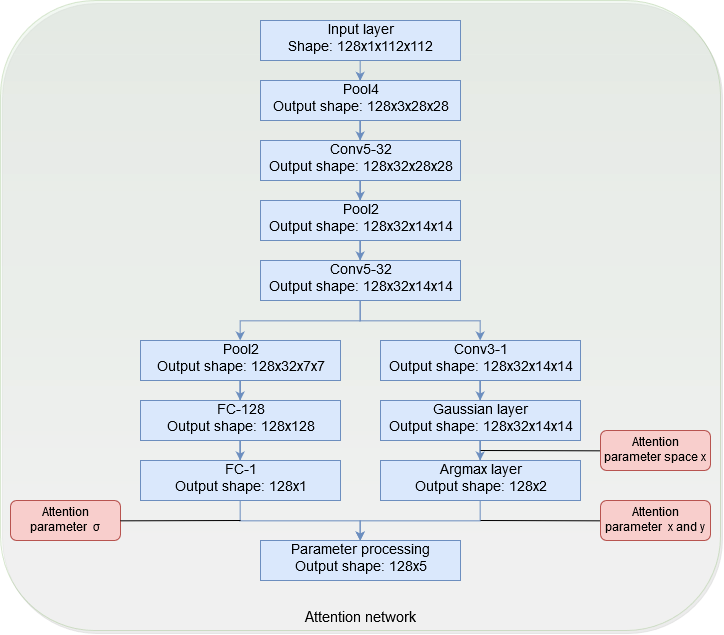 Input layer
Shape: 128x1x112x112
Pool4
Output shape: 128x3x28x28
Conv5-32
Output shape: 128x32x28x28
Pool2
Output shape: 128x32x14x14
Conv5-32
Output shape: 128x32x14x14
Pool2
Output shape: 128x32x7x7
Conv3-1
Output shape: 128x32x14x14
FC-128
Output shape: 128x128
Gaussian layer
Output shape: 128x32x14x14
Attention
parameter space x
FC-1
Output shape: 128x1
Argmax layer
Output shape: 128x2
Attention
parameter σ
Attention
parameter x and y
Parameter processing
Output shape: 128x5
Attention network